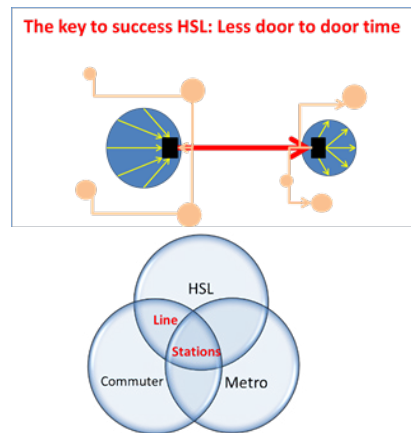 The key to success HSL: Less door to door time
HSL
Line
Stations
Commuter
Metro